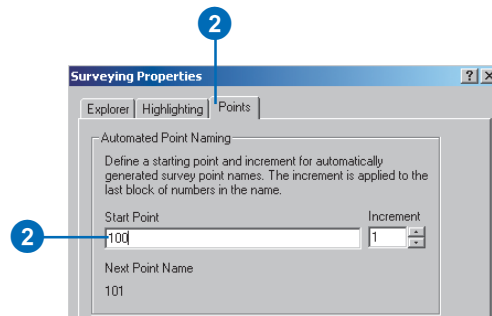 2
Surveying Properties
Explorer Highlighting Points
Automated Point Naming
Define a starting point and increment for automatically
generated survey point names. The increment is applied to the
last block of numbers in the name.
Start Point Increment
2 100 1
Next Point Name
101